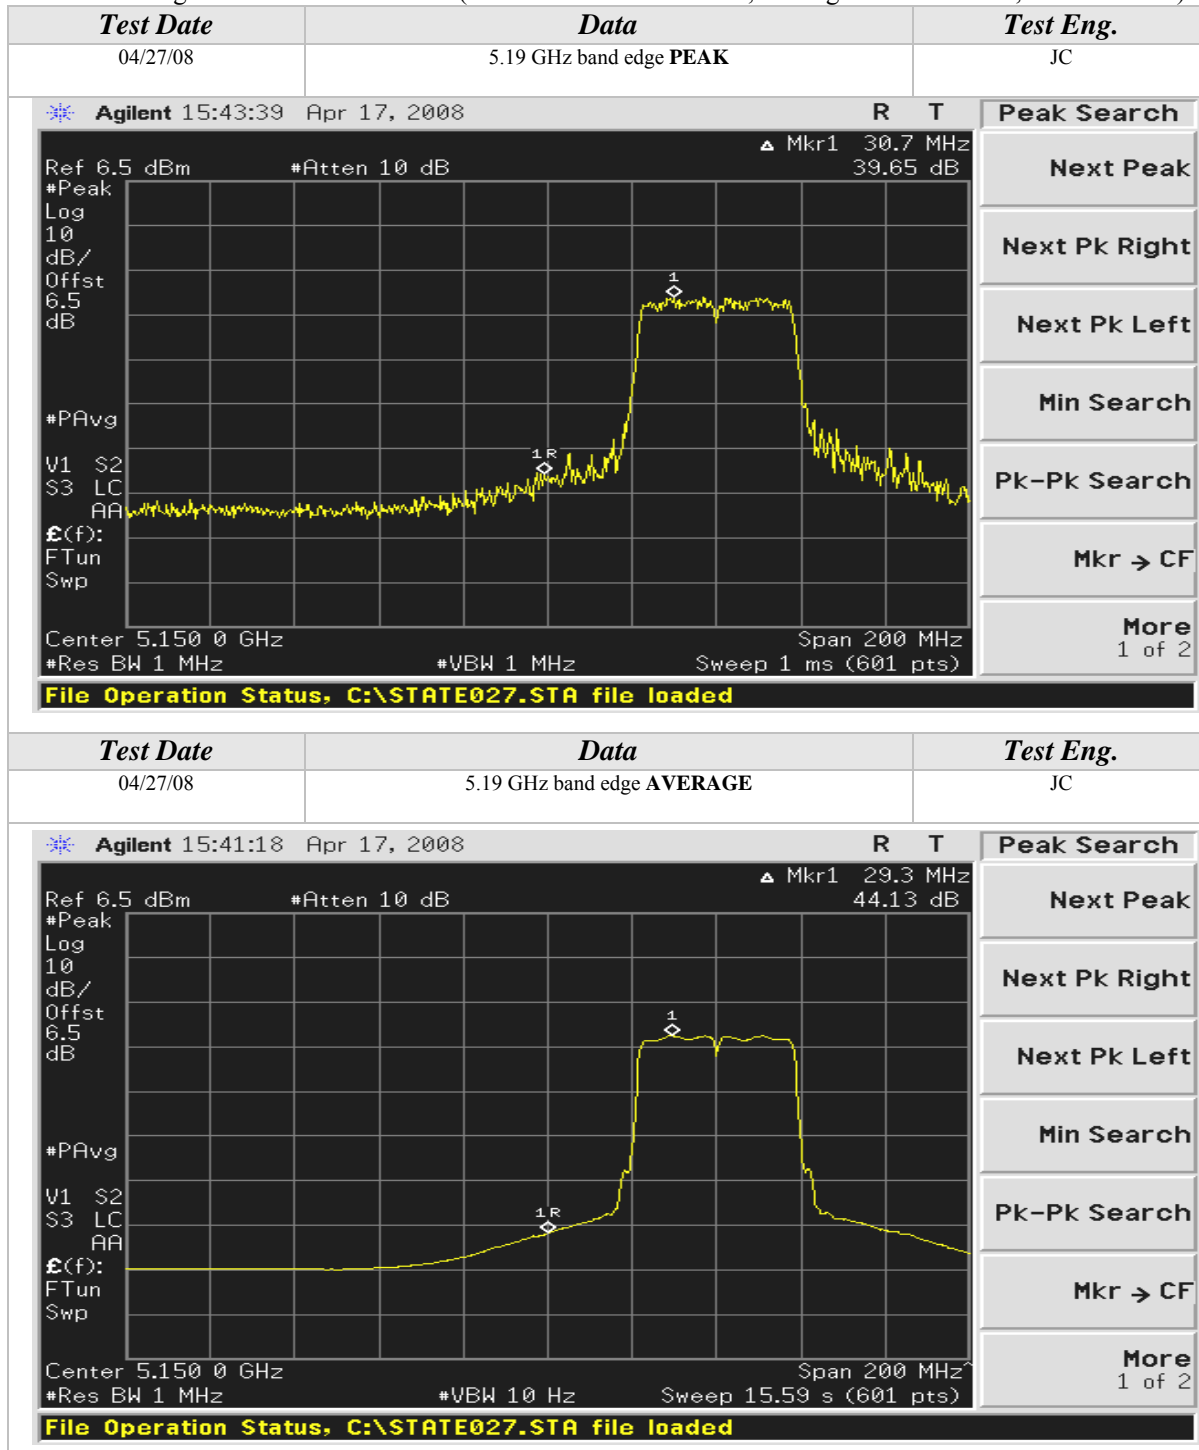 Test Date Data Test Eng.
04/27/08 5.19 GHz band edge PEAK JC
Agilent 15:43:39 Apr 17, 2008 R T Peak Search
Δ Mkr1 30.7 MHz
Ref 6.5 dBm #Atten 10 dB 39.65 dB
Next Peak
#Peak
Log
10
dB/
Next Pk Right
Offst
6.5
dB
1
Next Pk Left
#PAvg
Min Search
1R
V1 S2
S3 LC
AA
Pk-Pk Search
£(f):
FTun
Swp
Mkr → CF
Center 5.150 0 GHz Span 200 MHz
#Res BW 1 MHz #VBW 1 MHz Sweep 1 ms (601 pts)
More
1 of 2
File Operation Status, C:\STATE027.STA file loaded
Test Date Data Test Eng.
04/27/08 5.19 GHz band edge AVERAGE JC
Agilent 15:41:18 Apr 17, 2008 R T Peak Search
Δ Mkr1 29.3 MHz
Ref 6.5 dBm #Atten 10 dB 44.13 dB
Next Peak
#Peak
Log
10
dB/
Next Pk Right
Offst
6.5
dB
1
Next Pk Left
#PAvg
Min Search
1R
V1 S2
S3 LC
AA
Pk-Pk Search
£(f):
FTun
Swp
Mkr → CF
Center 5.150 0 GHz Span 200 MHz^
#Res BW 1 MHz #VBW 10 Hz Sweep 15.59 s (601 pts)
More
1 of 2
File Operation Status, C:\STATE027.STA file loaded